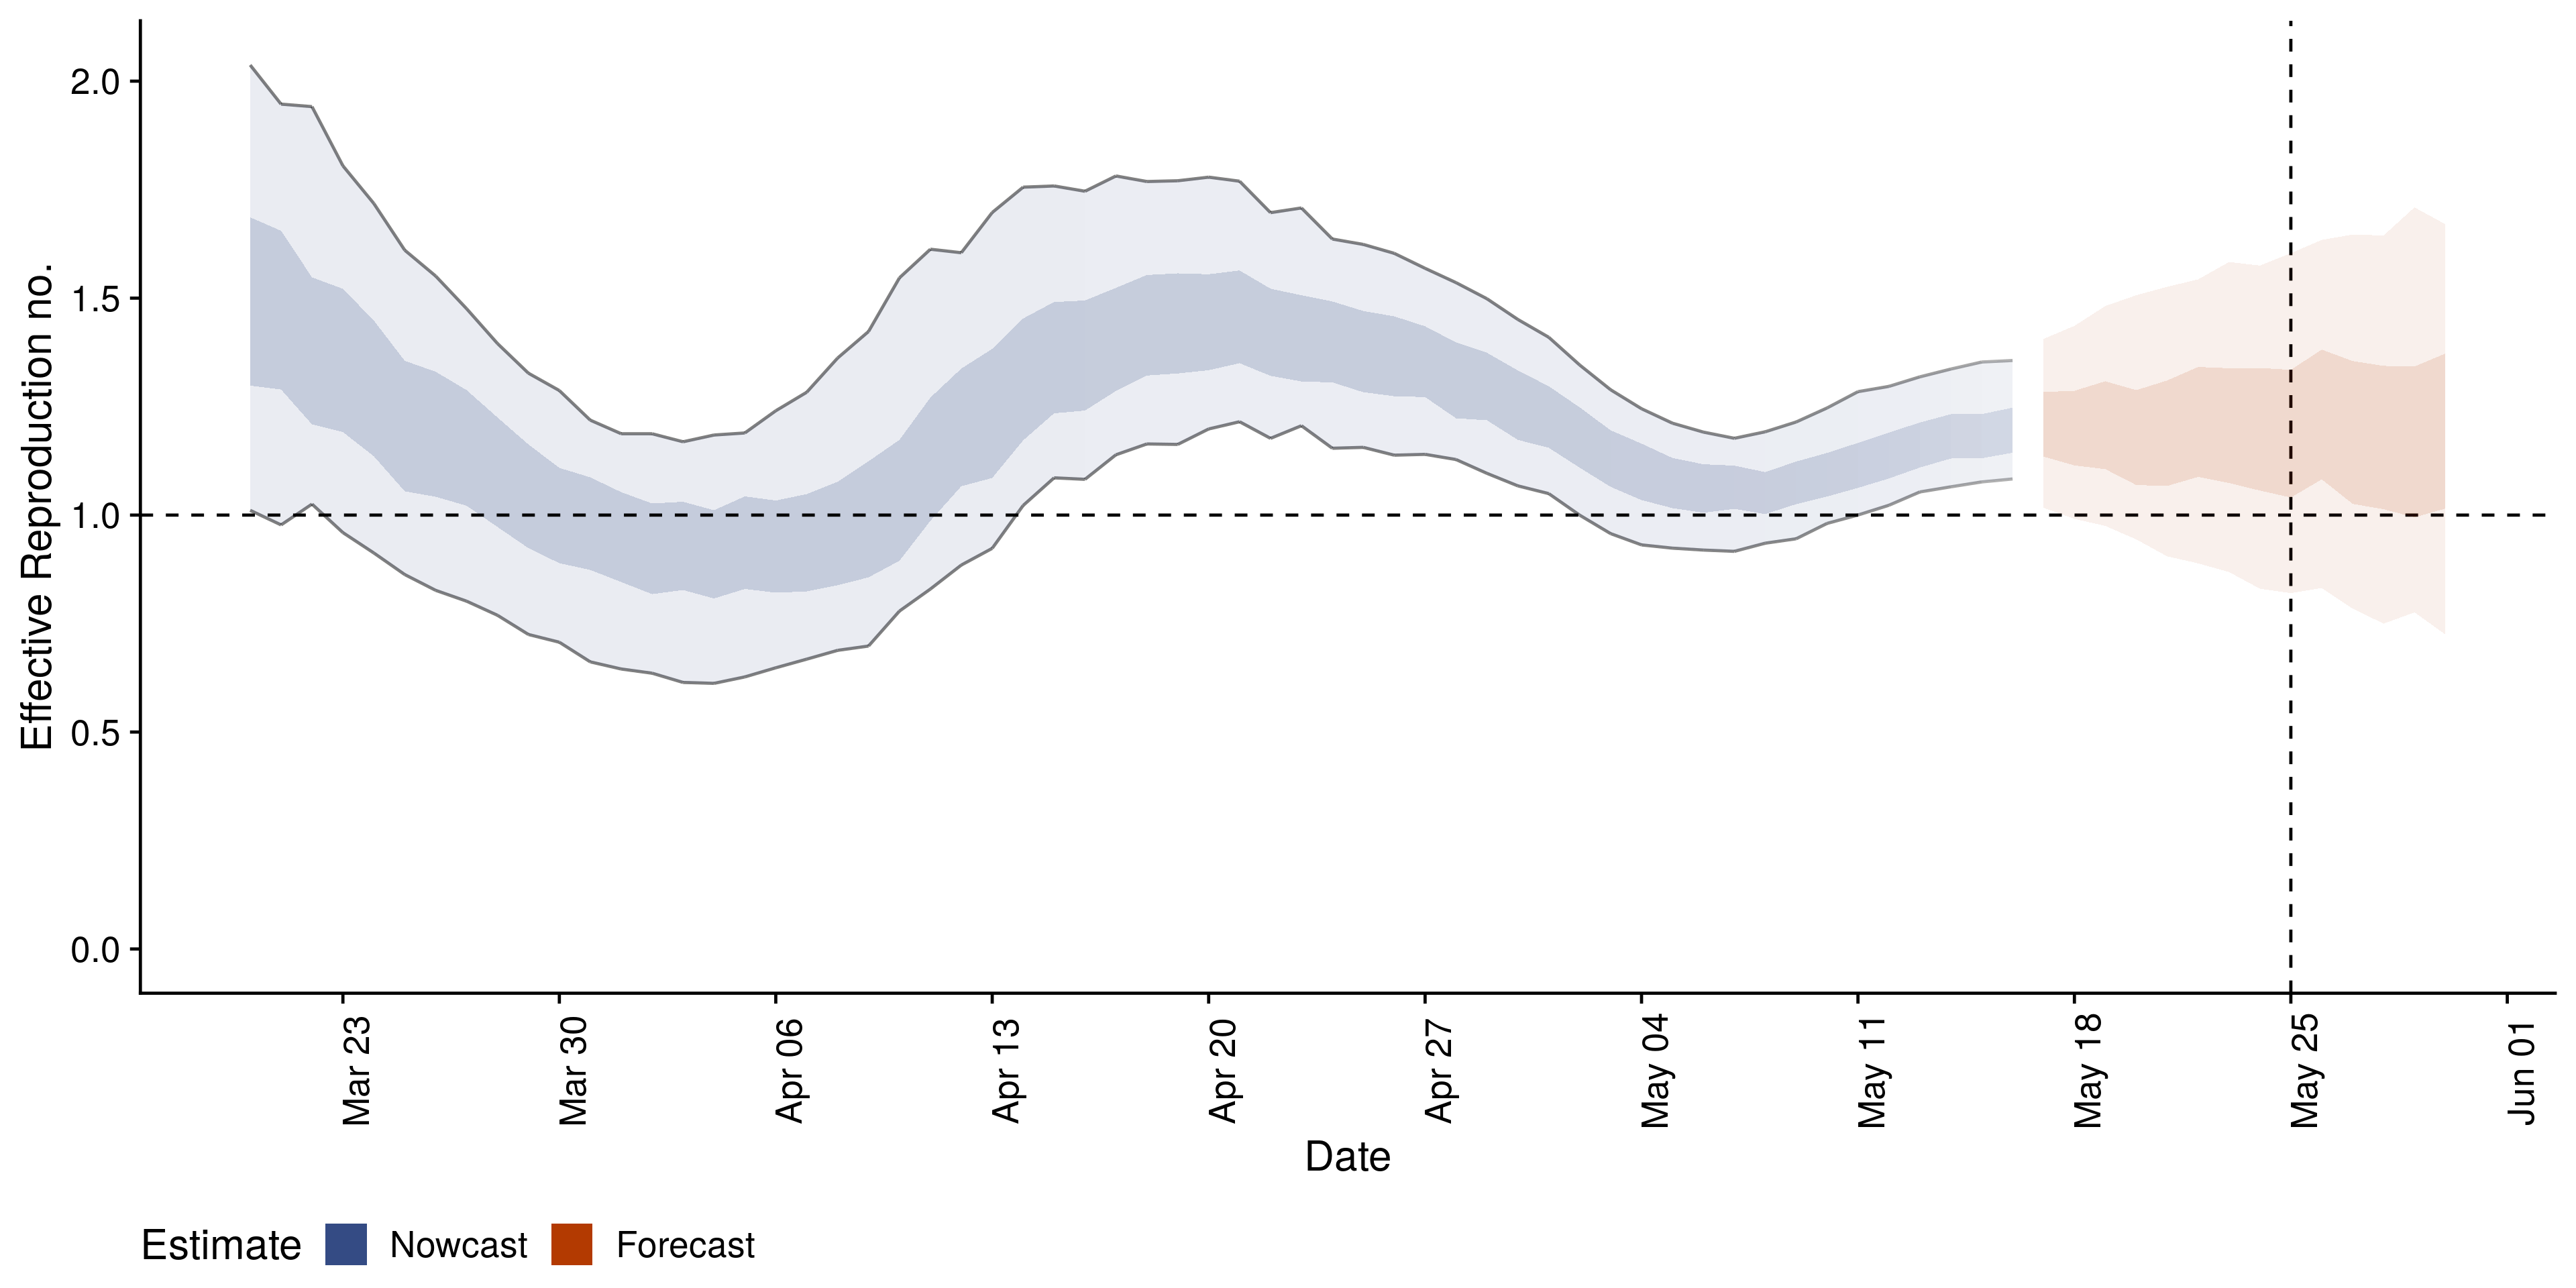 Effective Reproduction no.
2.0
1.5
1.0
0.5
0.0
Mar 23
Mar 30
Apr 06
Apr 13
Apr 20
Apr 27
May 04
May 11
May 18
May 25
Jun 01
Date
Estimate Nowcast Forecast